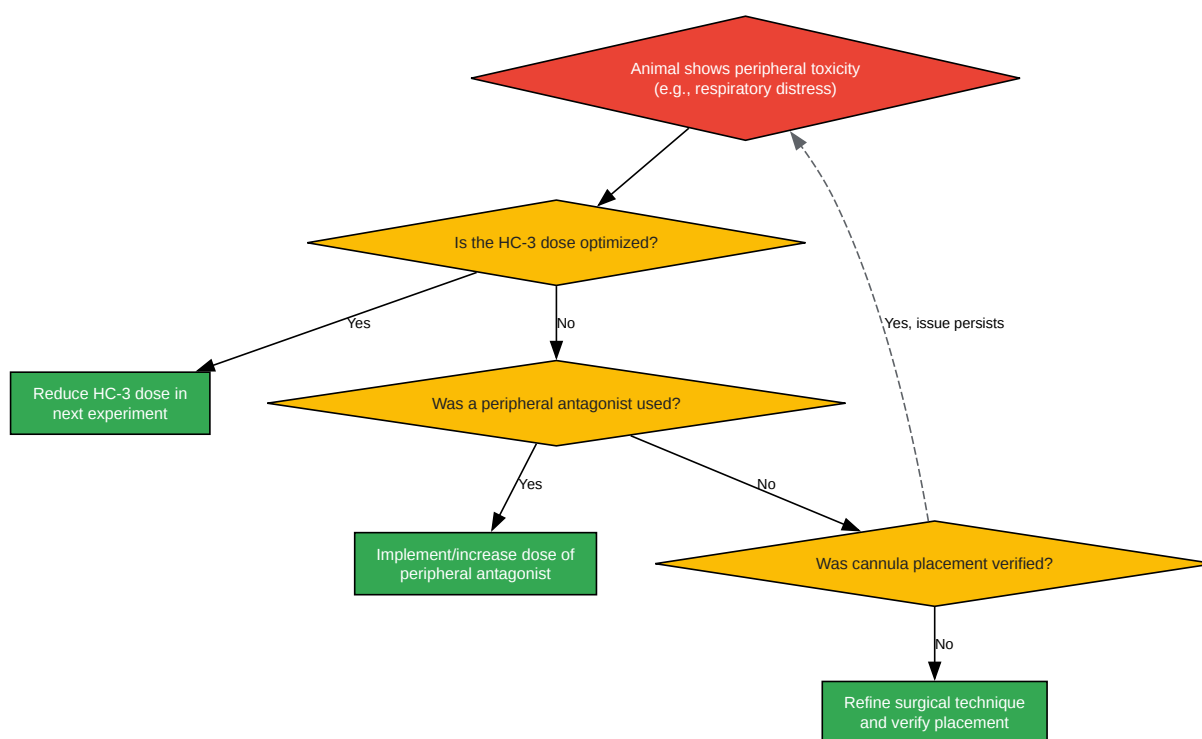 Animal shows peripheral toxicity
(e.g., respiratory distress)
Is the HC-3 dose optimized?
Yes
No
Yes, issue persists
Reduce HC-3 dose in
next experiment
Was a peripheral antagonist used?
Yes
No
Implement/increase dose of
peripheral antagonist
Was cannula placement verified?
No
Refine surgical technique
and verify placement